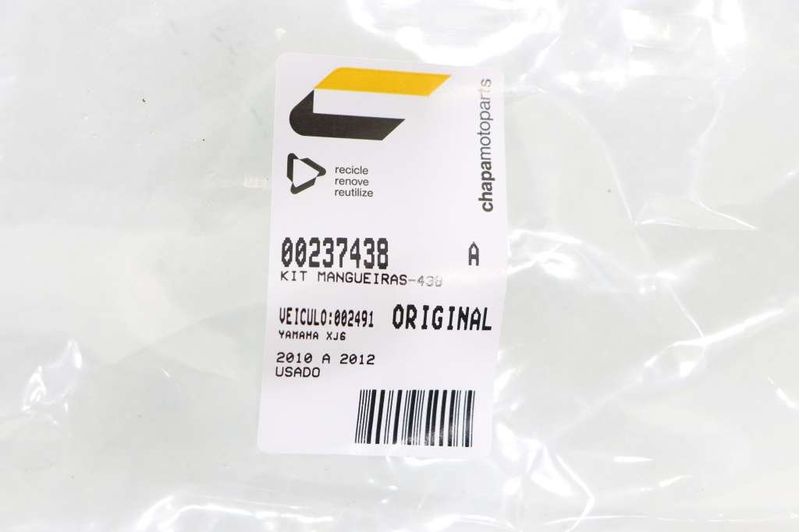 chapamotoparts
recicle
renove
reutilize
00237438 A
KIT MANGUEIRAS-438
VEICULO:002491 ORIGINAL
YAMAHA XJ6
2010 A 2012
USADO